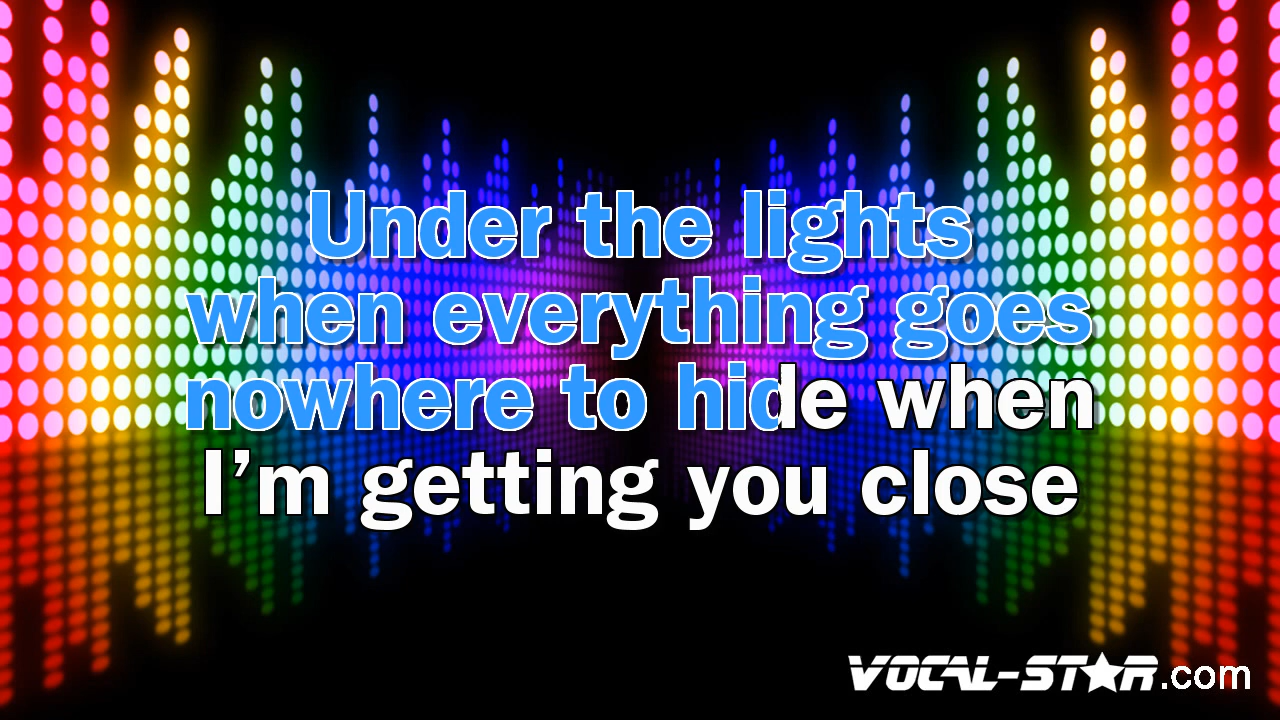 Under the lights
when everything goes
nowhere to hide when
I'm getting you close
VOCAL-STAR.com